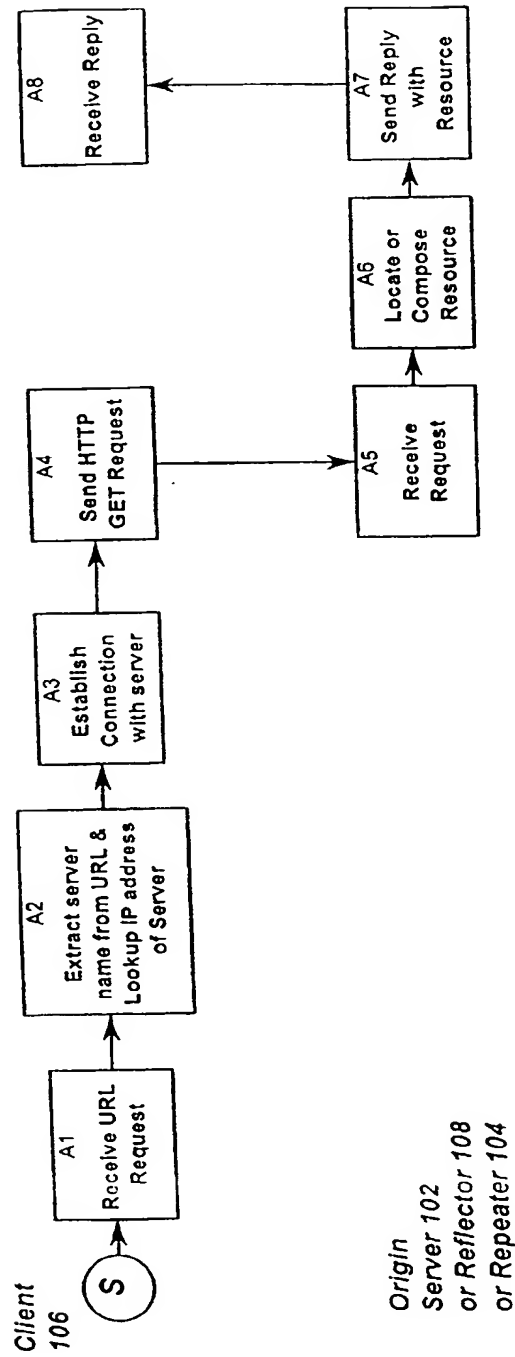 Client
106
S
A1
Receive URL
Request
A2
Extract server
name from URL &
Lookup IP address
of Server
A3
Establish
Connection
with server
A4
Send HTTP
GET Request
A8
Receive Reply
Origin
Server 102
or Reflector 108
or Repeater 104
A5
Receive
Request
A6
Locate or
Compose
Resource
A7
Send Reply
with
Resource